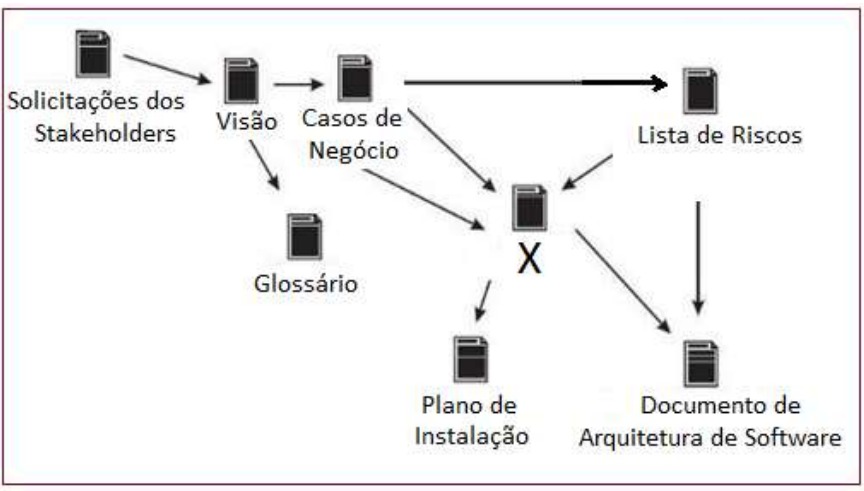 Solicitações dos
Stakeholders
Visão
Casos de
Negócio
Lista de Riscos
Glossário
X
Plano de
Instalação
Documento de
Arquitetura de Software